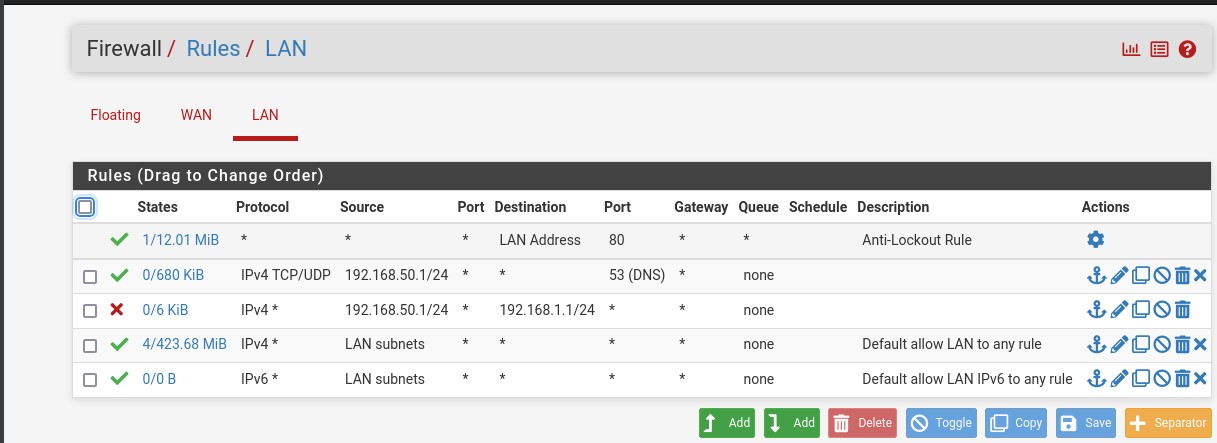 Firewall / Rules / LAN
Floating WAN LAN
Rules (Drag to Change Order)
States Protocol Source Port Destination Port Gateway Queue Schedule Description Actions
1/12.01 MiB * * * LAN Address 80 * * Anti-Lockout Rule
0/680 KiB IPv4 TCP/UDP 192.168.50.1/24 * * 53 (DNS) * none
0/6 KiB IPv4 * 192.168.50.1/24 * 192.168.1.1/24 * * none
4/423.68 MiB IPv4 * LAN subnets * * * * none Default allow LAN to any rule
0/0 B IPv6 * LAN subnets * * * * none Default allow LAN IPv6 to any rule
Add Add Delete Toggle Copy Save Separator